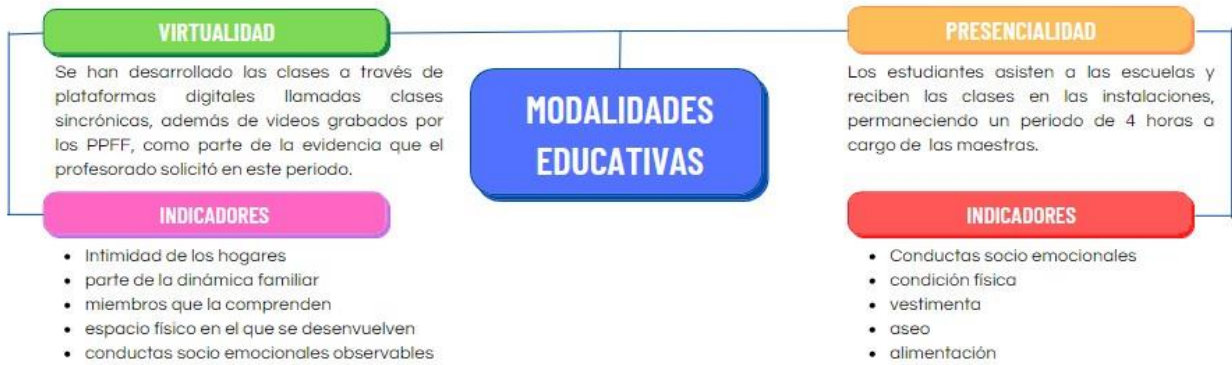 VIRTUALIDAD
Se han desarrollado las clases a través de
plataformas digitales llamadas clases
sincrónicas, además de videos grabados por
los PPFF, como parte de la evidencia que el
profesorado solicitó en este periodo.
INDICADORES
• Intimidad de los hogares
• parte de la dinámica familiar
• miembros que la comprenden
• espacio físico en el que se desenvuelven
• conductas socio emocionales observables
MODALIDADES
EDUCATIVAS
PRESENCIALIDAD
Los estudiantes asisten a las escuelas y
reciben las clases en las instalaciones,
permaneciendo un periodo de 4 horas a
cargo de las maestras.
INDICADORES
• Conductas socio emocionales
• condición física
• vestimenta
• aseo
• alimentación